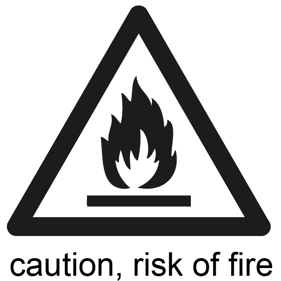 caution, risk of fire